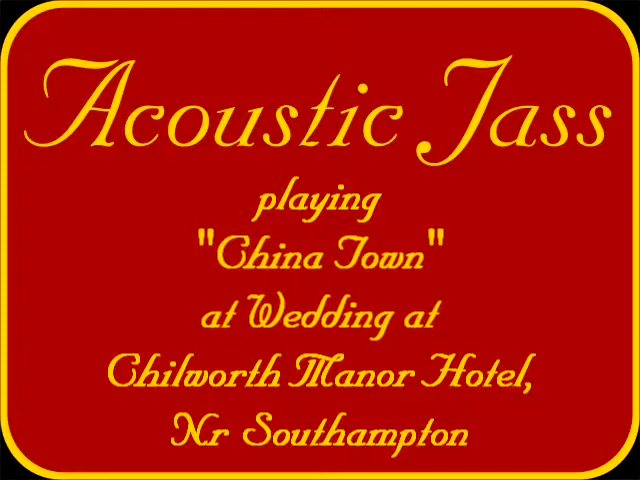 Acoustic Jass
playing
"China Town"
at Wedding at
Chilworth Manor Hotel,
Nr Southampton